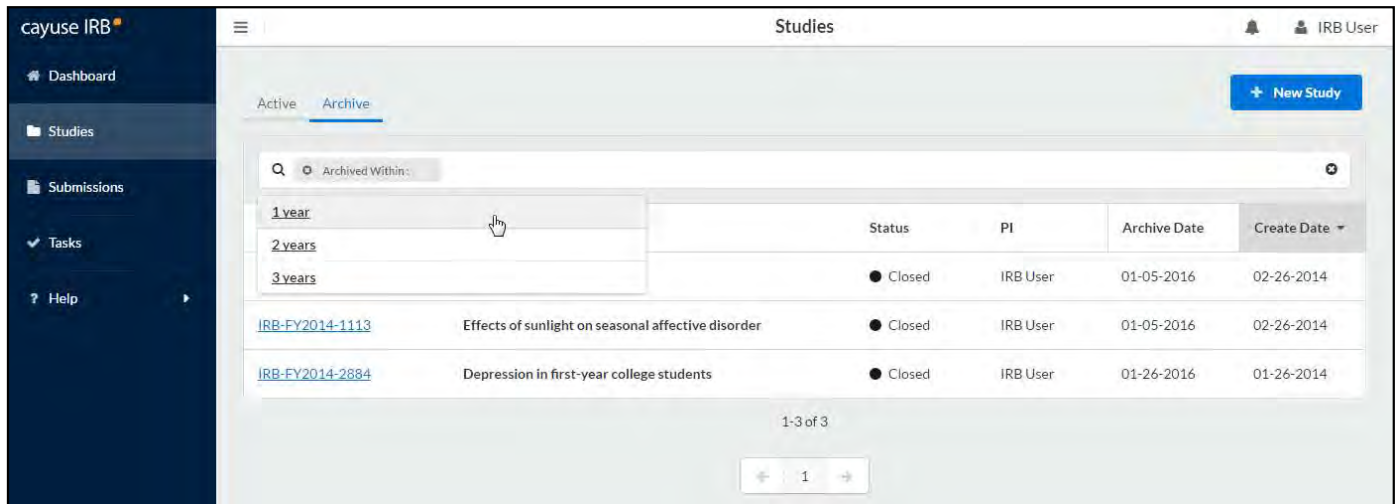 cayuse IRB
Studies
IRB User
Dashboard
Studies
Submissions
Tasks
Help
Active Archive
+ New Study
Archived Within:
1 year
2 years
3 years
Status PI Archive Date Create Date
Closed IRB User 01-05-2016 02-26-2014
IRB-FY2014-1113 Effects of sunlight on seasonal affective disorder Closed IRB User 01-05-2016 02-26-2014
IRB-FY2014-2884 Depression in first-year college students Closed IRB User 01-26-2016 01-26-2014
1-3 of 3
1